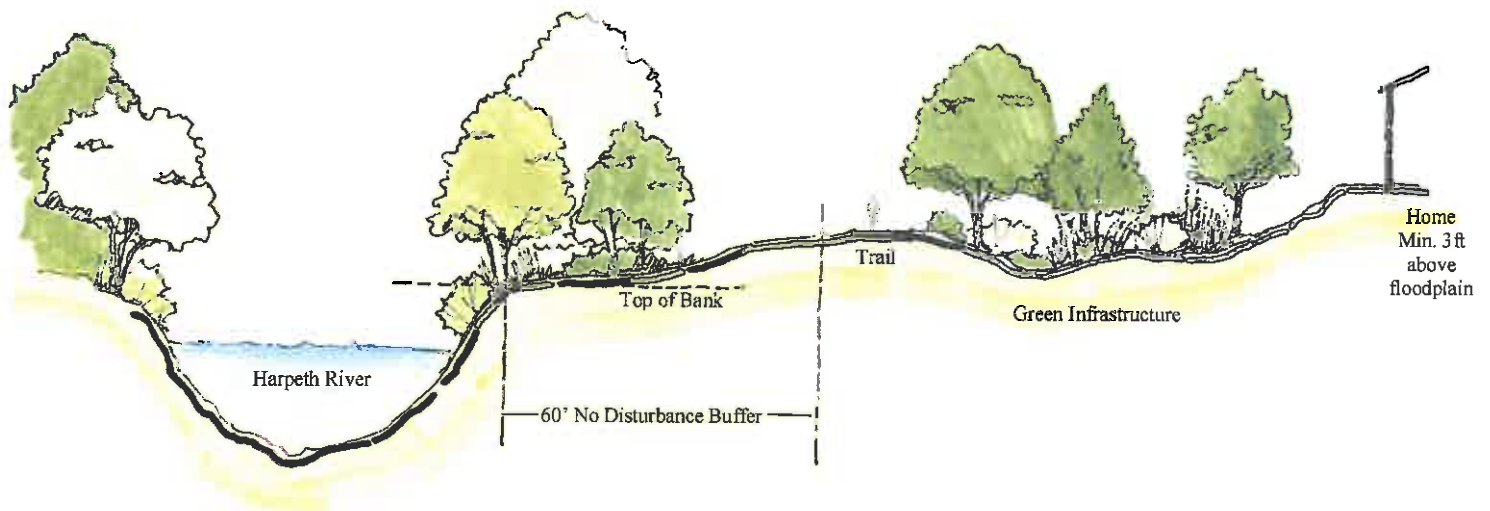 Harpeth River
Top of Bank
60' No Disturbance Buffer
Trail
Green Infrastructure
Home
Min. 3ft
above
floodplain